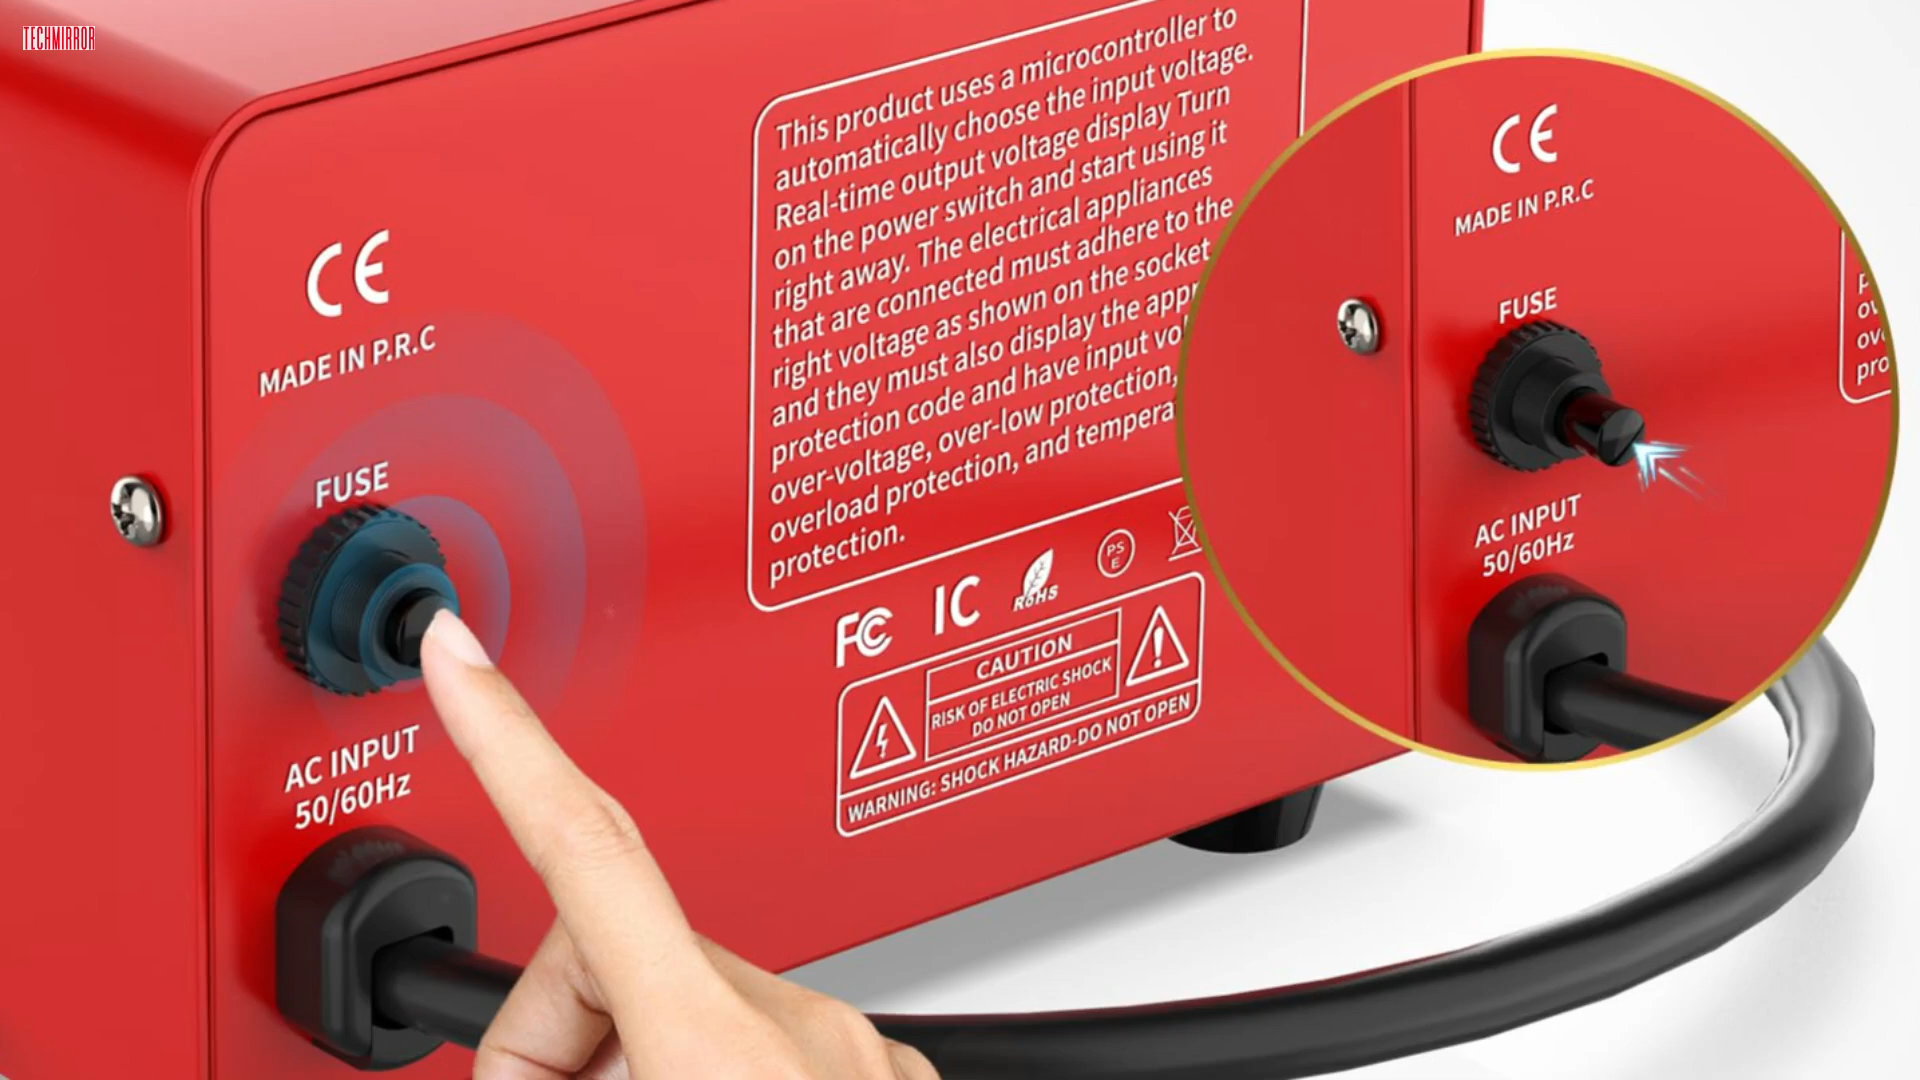 TECHMIRROR
This product uses a microcontroller to
automatically choose the input voltage.
Real-time output voltage display Turn
on the power switch and start using it
right away. The electrical appliances
that are connected must adhere to the
right voltage as shown on the socket
and they must also display the
protection code and have input
over-voltage, over-low protection,
overload protection, and
protection.
CE
MADE IN P.R.C
FUSE
AC INPUT
50/60Hz
FC
IC
RoHS
PS
E
CAUTION
RISK OF ELECTRIC SHOCK
DO NOT OPEN
WARNING: SHOCK HAZARD-DO NOT OPEN
CE
MADE IN P.R.C
FUSE
AC INPUT
50/60Hz